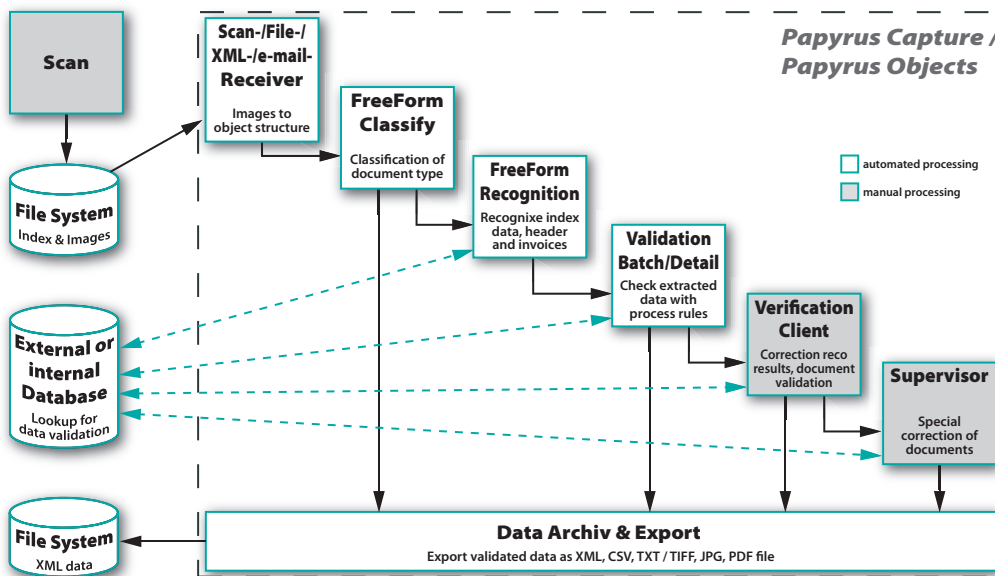 Papyrus Capture /
Papyrus Objects
Scan
Scan-/File-/
XML-/e-mail-
Receiver
Images to
object structure
FreeForm
Classify
Classification of
document type
automated processing
manual processing
File System
Index & Images
FreeForm
Recognition
Recognixe index
data, header
and invoices
Validation
Batch/Detail
Check extracted
data with
process rules
Verification
Client
Correction reco
results, document
validation
External or
internal
Database
Lookup for
data validation
Supervisor
Special
correction of
documents
File System
XML data
Data Archiv & Export
Export validated data as XML, CSV, TXT / TIFF, JPG, PDF file